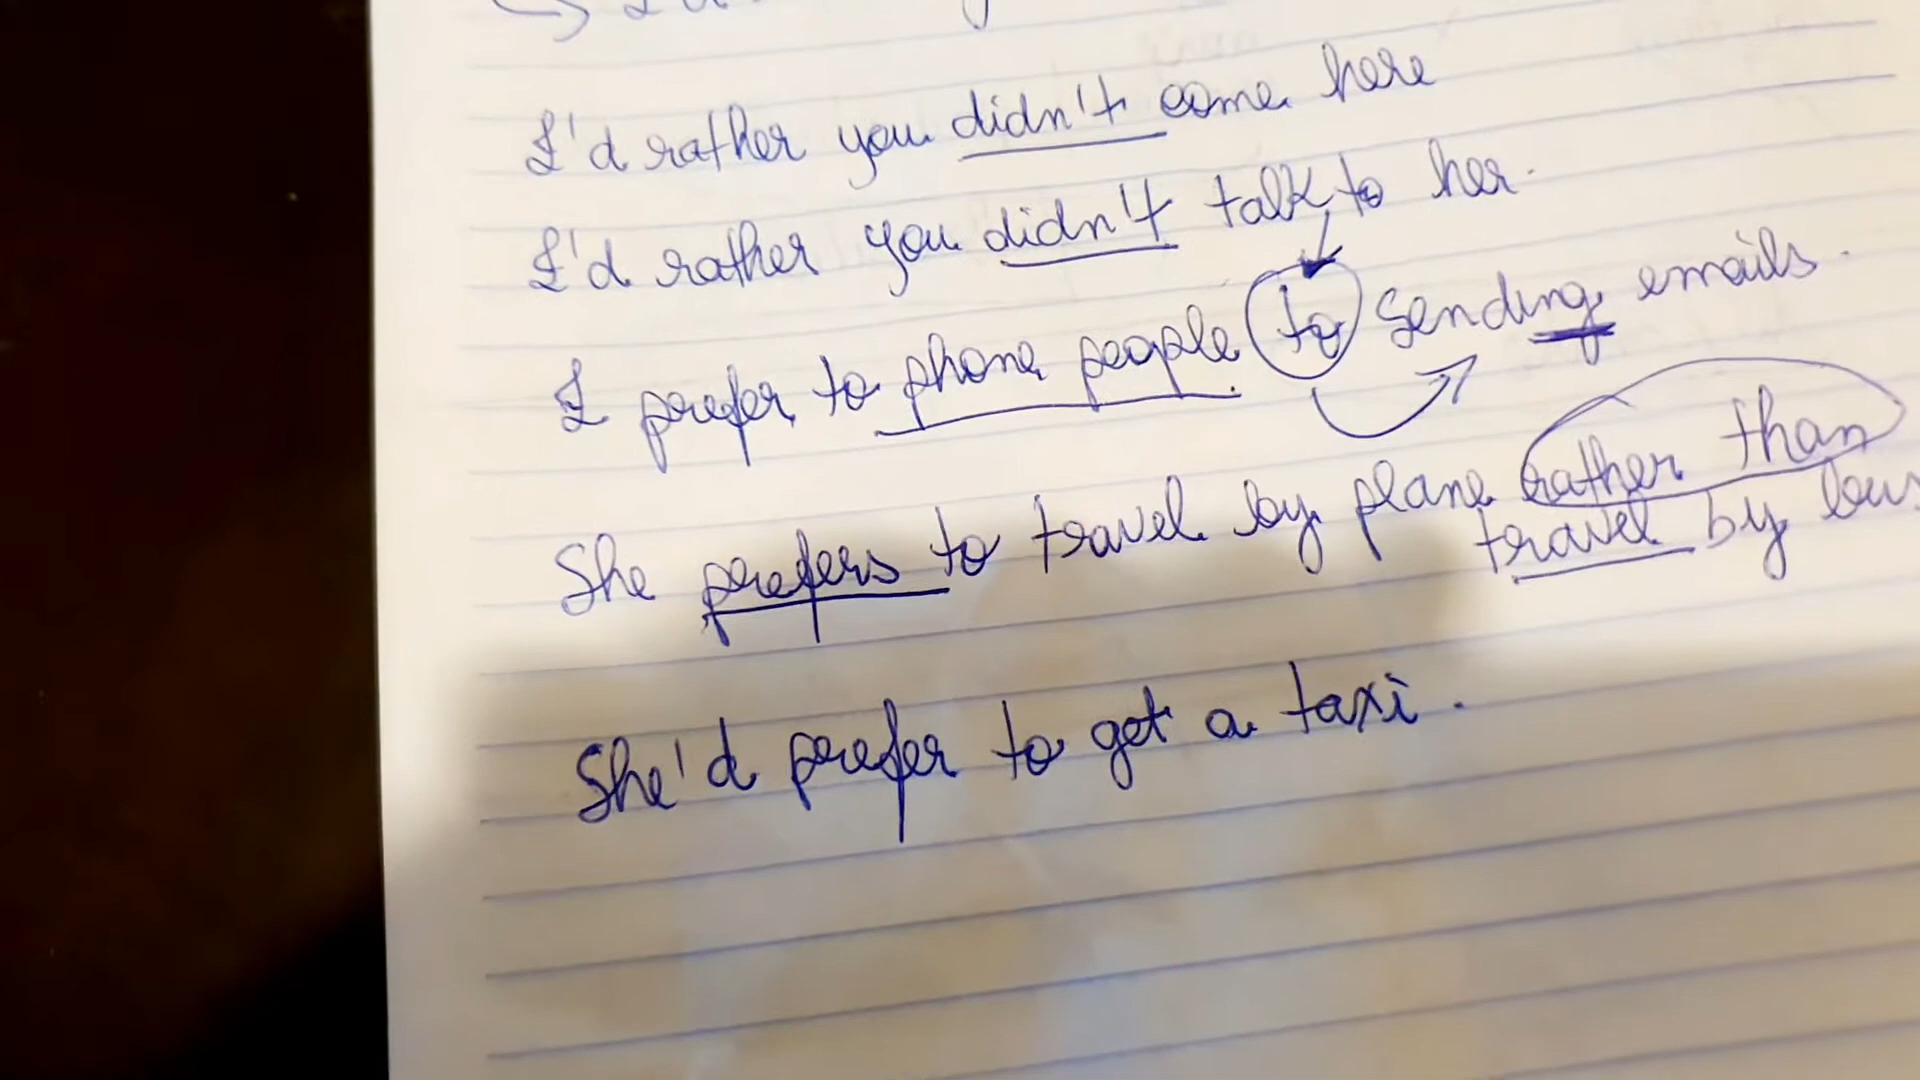 I'd rather you didn't come here
I'd rather you didn't talk to her.
I prefer to phone people to sending emails.
She prefers to travel by plane rather than
travel by bus
She'd prefer to get a taxi.